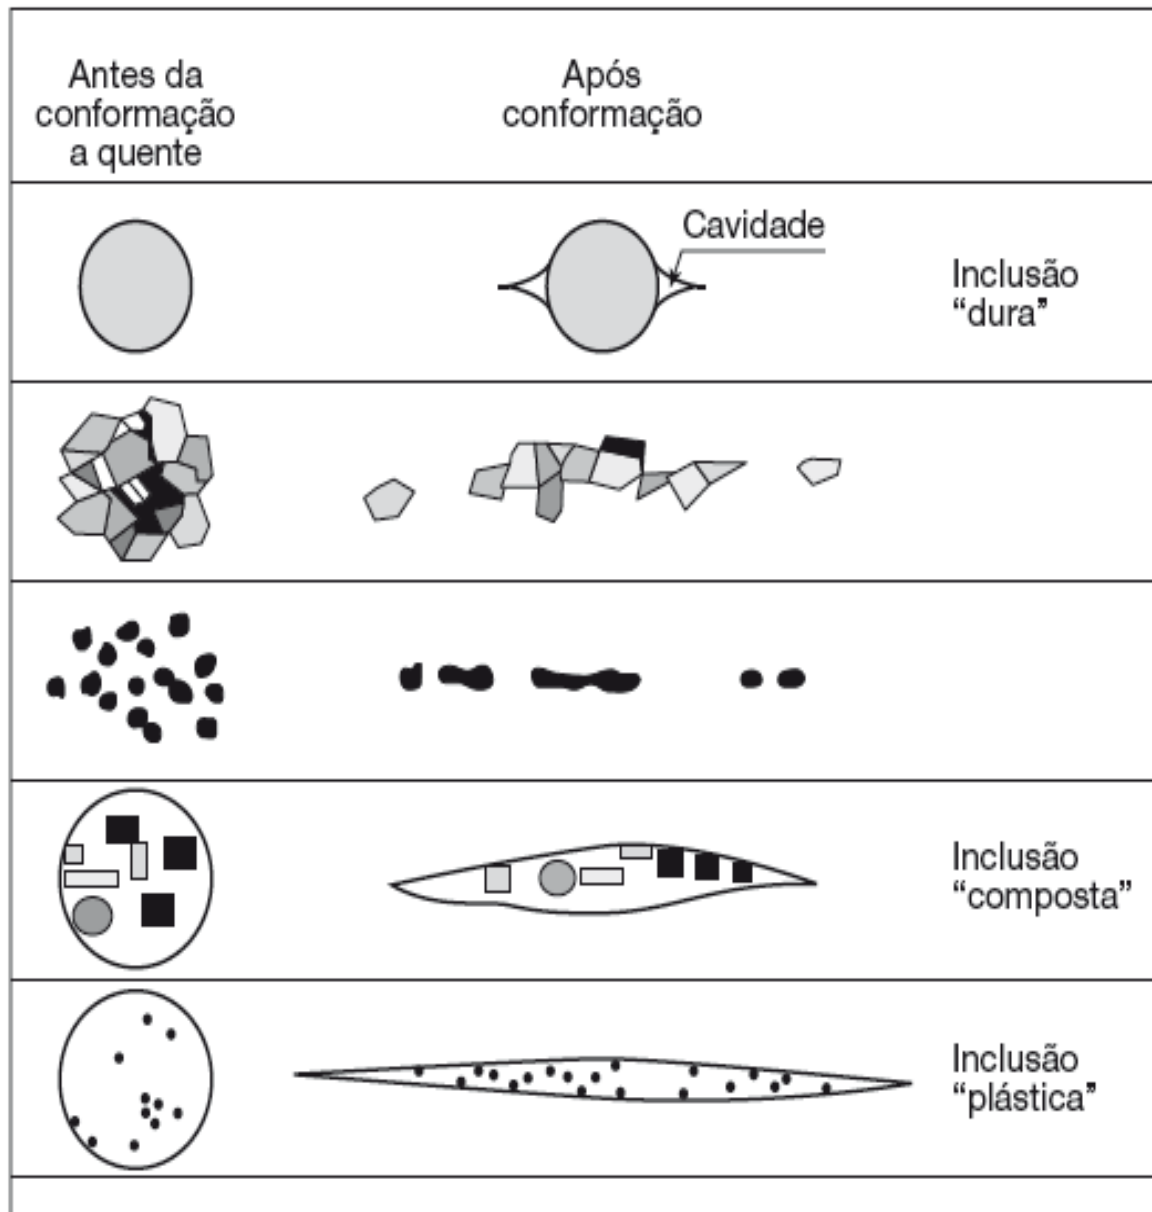 Antes da
conformação
a quente
Após
conformação
Cavidade
Inclusão
“dura”
Inclusão
“composta”
Inclusão
“plástica”